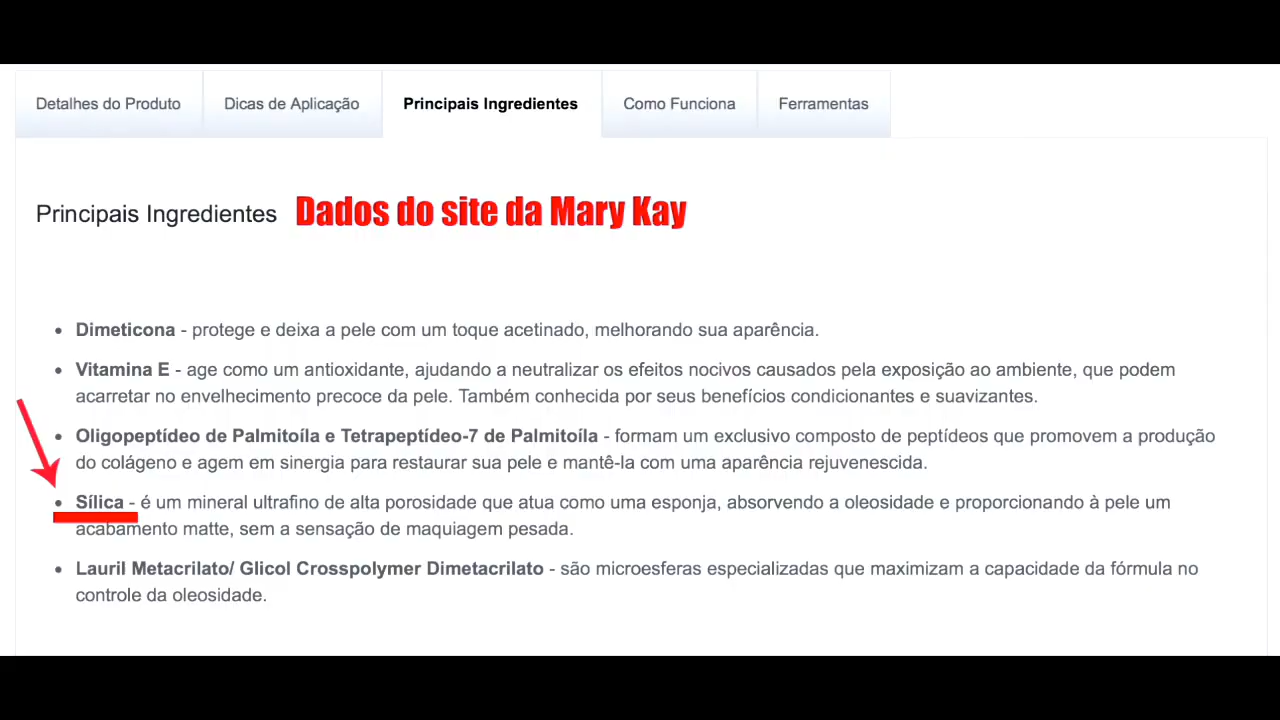 Detalhes do Produto
Dicas de Aplicação
Principais Ingredientes
Como Funciona
Ferramentas
Principais Ingredientes
Dados do site da Mary Kay
Dimeticona - protege e deixa a pele com um toque acetinado, melhorando sua aparência.
Vitamina E - age como um antioxidante, ajudando a neutralizar os efeitos nocivos causados pela exposição ao ambiente, que podem
acarretar no envelhecimento precoce da pele. Também conhecida por seus benefícios condicionantes e suavizantes.
Oligopeptídeo de Palmitoíla e Tetrapeptídeo-7 de Palmitoíla - formam um exclusivo composto de peptídeos que promovem a produção
do colágeno e agem em sinergia para restaurar sua pele e mantê-la com uma aparência rejuvenescida.
Sílica - é um mineral ultrafino de alta porosidade que atua como uma esponja, absorvendo a oleosidade e proporcionando à pele um
acabamento matte, sem a sensação de maquiagem pesada.
Lauril Metacrilato/ Glicol Crosspolymer Dimetacrilato - são microesferas especializadas que maximizam a capacidade da fórmula no
controle da oleosidade.